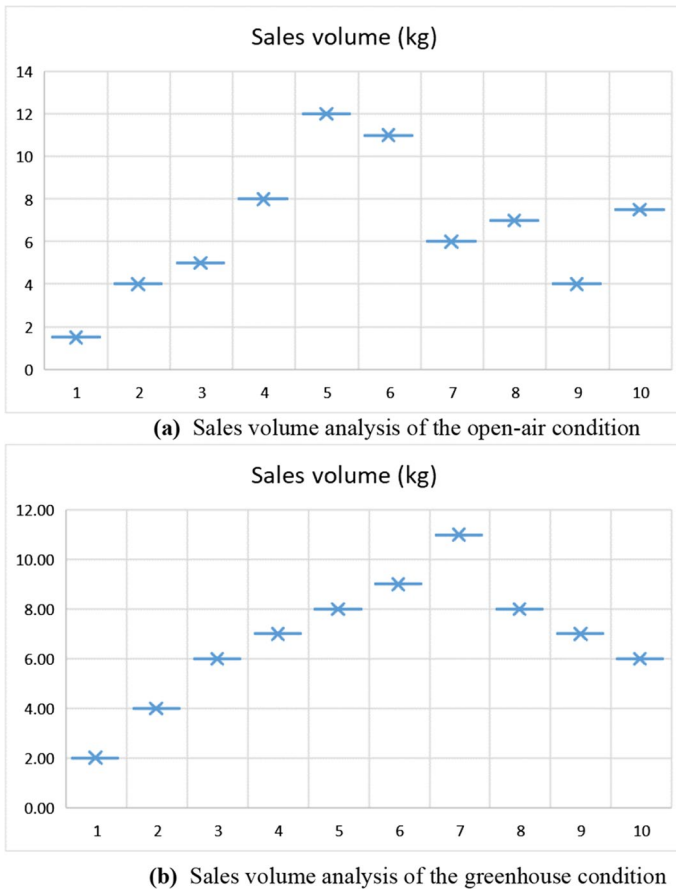 Sales volume (kg)
14
12
10
8
6
4
2
0
1 2 3 4 5 6 7 8 9 10
(a) Sales volume analysis of the open-air condition
Sales volume (kg)
12.00
10.00
8.00
6.00
4.00
2.00
0.00
1 2 3 4 5 6 7 8 9 10
(b) Sales volume analysis of the greenhouse condition